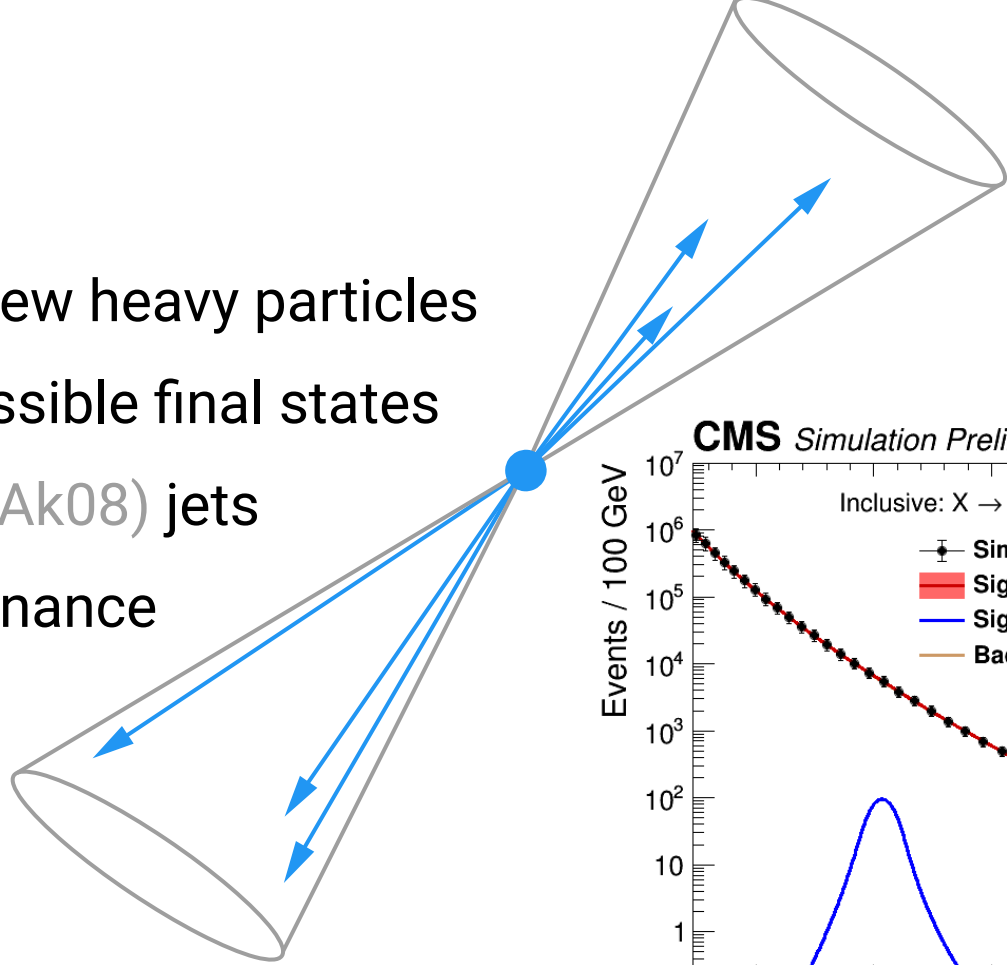 ew heavy particles
ssible final states
Ak08) jets
nance
CMS Simulation Preli
Events / 100 GeV
10⁷
10⁶
10⁵
10⁴
10³
10²
10
1
Inclusive: X →
Sim
Sig
Sig
Bac